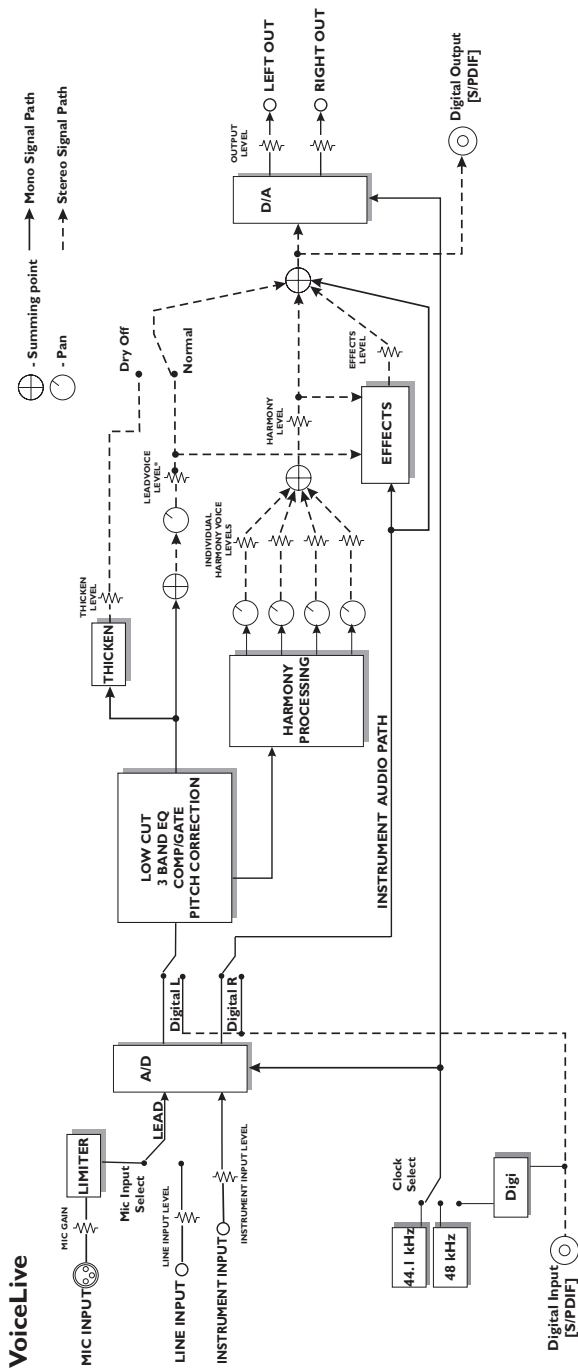 VoiceLive
- Summing point
- Pan
Mono Signal Path
Stereo Signal Path
MIC INPUT
MIC GAIN
LIMITER
Mic Input
Select
LEAD
LINE INPUT
LINE INPUT LEVEL
INSTRUMENT INPUT
INSTRUMENT INPUT LEVEL
A/D
Digital L
Digital R
LOW CUT
3 BAND EQ
COMP/GATE
PITCH CORRECTION
THICKEN
THICKEN
LEVEL
LEADVOICE
LEVEL*
Dry Off
Normal
HARMONY
PROCESSING
INDIVIDUAL
HARMONY VOICE
LEVELS
HARMONY
LEVEL
EFFECTS
EFFECTS
LEVEL
INSTRUMENT AUDIO PATH
D/A
OUTPUT
LEVEL
LEFT OUT
RIGHT OUT
Digital Output
[S/PDIF]
44.1 kHz
48 kHz
Clock
Select
Digi
Digital Input
[S/PDIF]